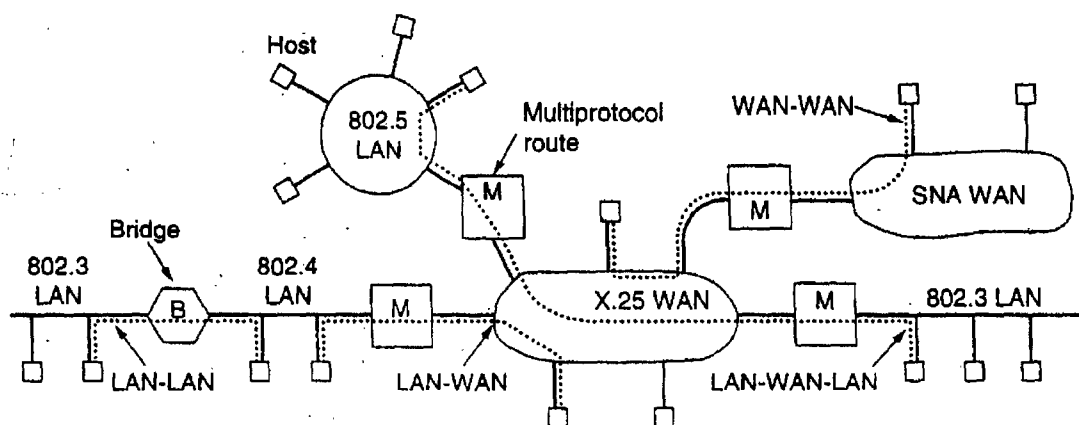 Host
802.5
LAN
Multiprotocol
route
M
WAN-WAN
M
SNA WAN
Bridge
802.3
LAN
B
802.4
LAN
M
X.25 WAN
M
802.3 LAN
LAN-LAN
LAN-WAN
LAN-WAN-LAN